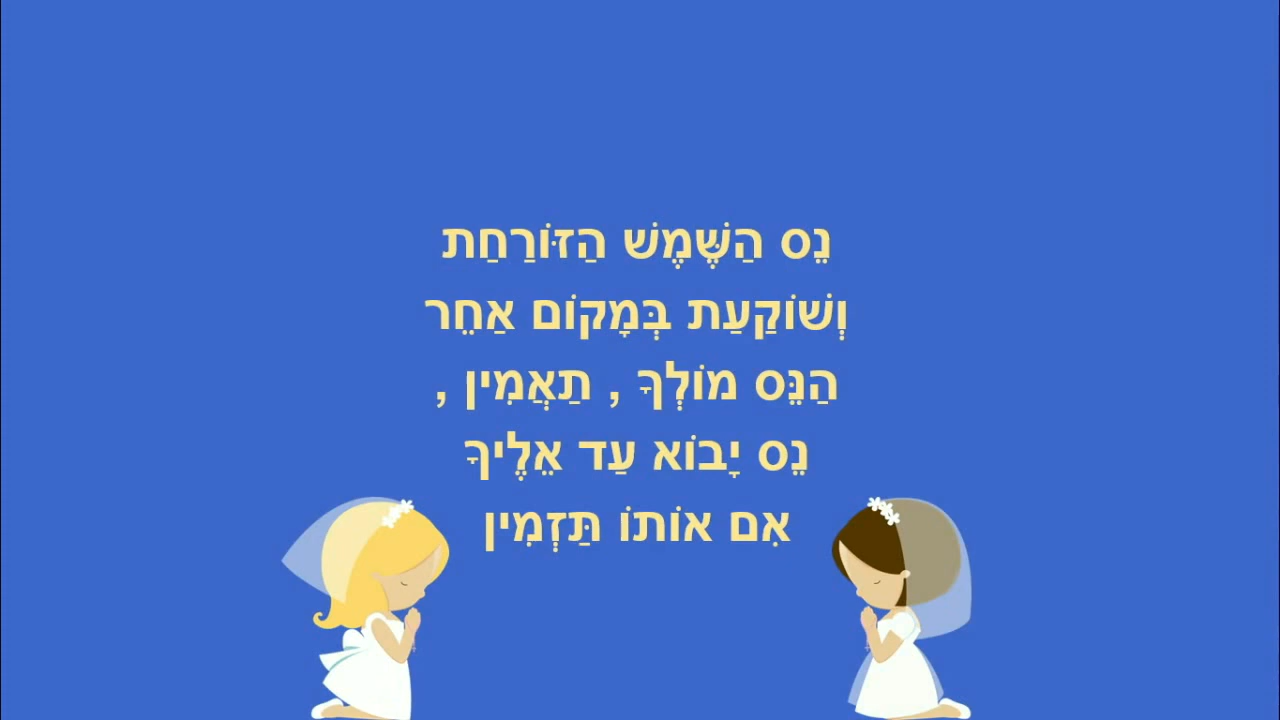 נֵס הַשֶּׁמֶשׁ הַזּוֹרַחַת
וְשׁוֹקַעַת בְּמָקוֹם אַחֵר
הַנֵּס מוֹלְךָ , תַאֲמִין ,
נֵס יָבוֹא עַד אֵלֶיךָ
אִם אוֹתוֹ תַּזְמִין